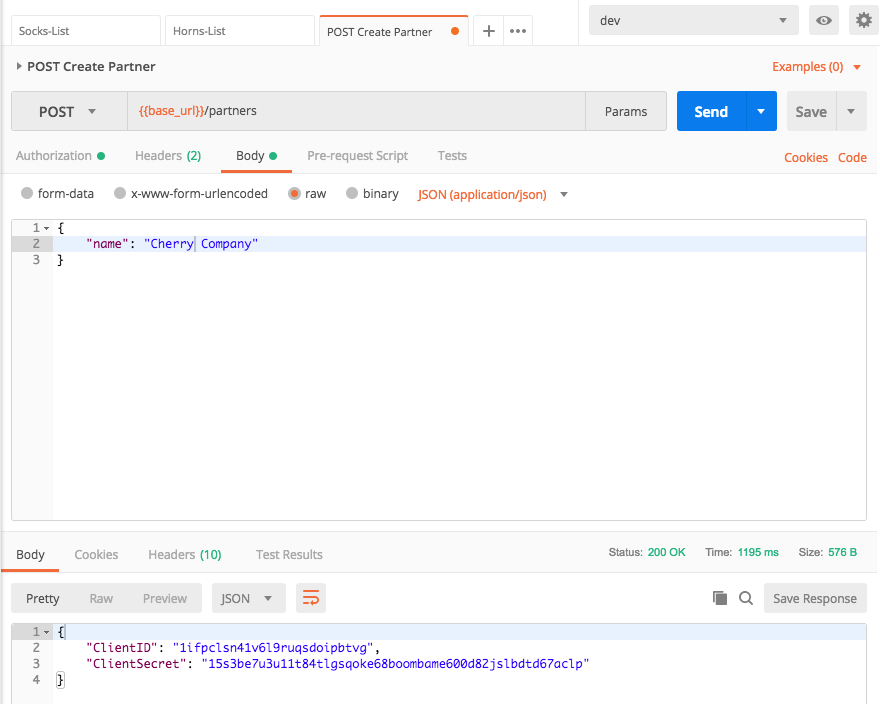 Socks-List Horns-List POST Create Partner dev
POST Create Partner Examples (0)
POST {{base_url}}/partners Params Send Save
Authorization Headers (2) Body Pre-request Script Tests Cookies Code
form-data x-www-form-urlencoded raw binary JSON (application/json)
1 {
2 "name": "Cherry Company"
3 }
Body Cookies Headers (10) Test Results Status: 200 OK Time: 1195 ms Size: 576 B
Pretty Raw Preview JSON Save Response
1 {
2 "ClientID": "1ifpclsn41v6l9ruqsdoipbtvg",
3 "ClientSecret": "15s3be7u3u11t84tlgsqoke68boombame600d82jslbdtd67aclp"
4 }